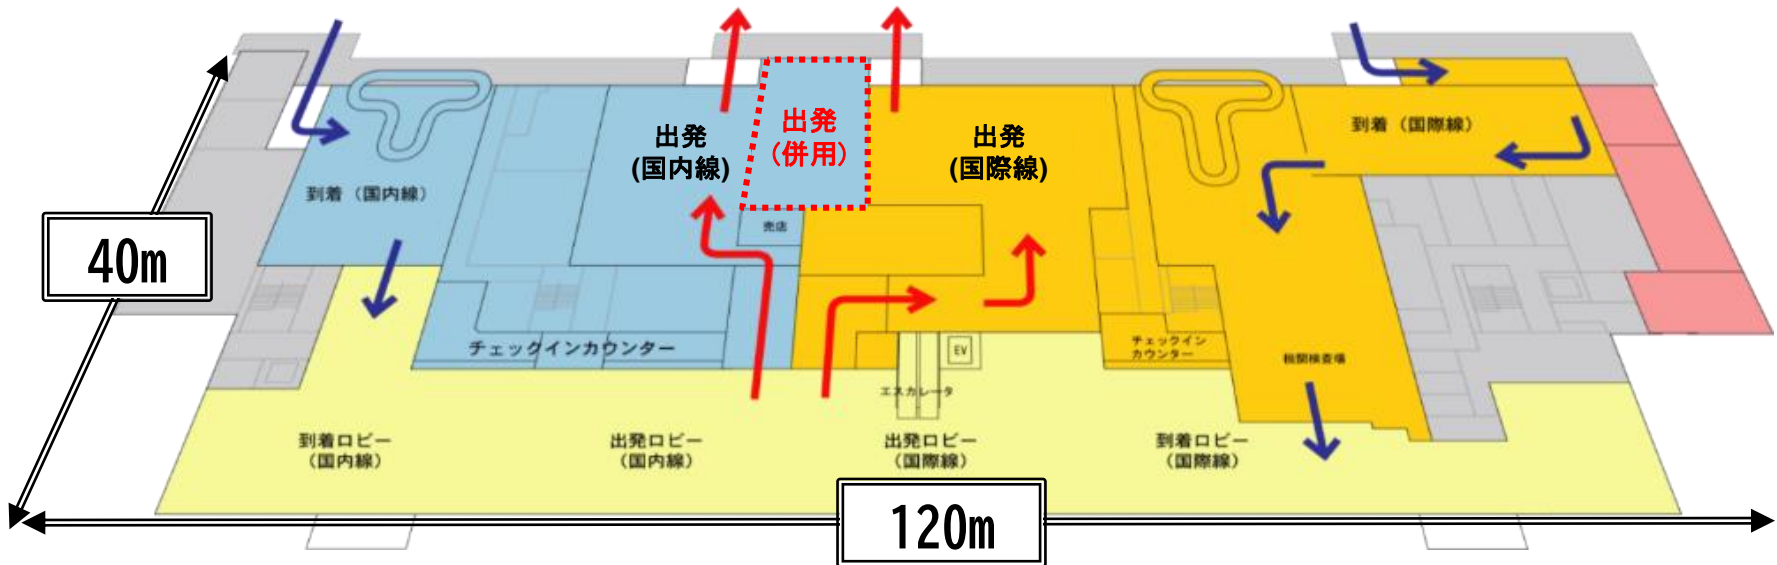 出発
(国内線)
出発
(併用)
出発
(国際線)
到着(国際線)
到着(国内線)
売店
40m
チェックインカウンター
EV
チェックイン
カウンター
税関検査場
エスカレータ
到着ロビー
(国内線)
出発ロビー
(国内線)
出発ロビー
(国際線)
到着ロビー
(国際線)
120m